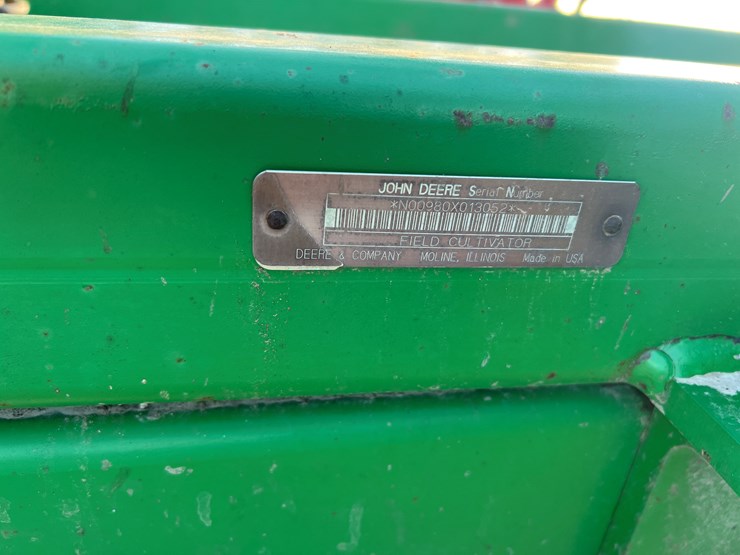 JOHN DEERE Serial Number
*N00980X013052*
FIELD CULTIVATOR
DEERE & COMPANY MOLINE, ILLINOIS Made in USA